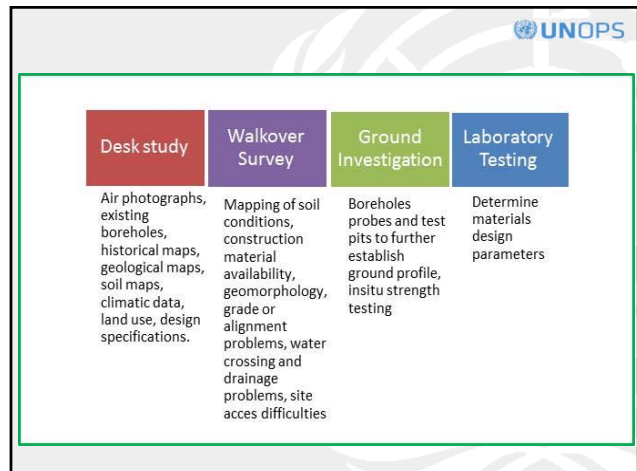 UNOPS
Desk study
Air photographs,
existing
boreholes,
historical maps,
geological maps,
soil maps,
climatic data,
land use, design
specifications.
Walkover
Survey
Mapping of soil
conditions,
construction
material
availability,
geomorphology,
grade or
alignment
problems, water
crossing and
drainage
problems, site
acces difficulties
Ground
Investigation
Boreholes
probes and test
pits to further
establish
ground profile,
insitu strength
testing
Laboratory
Testing
Determine
materials
design
parameters